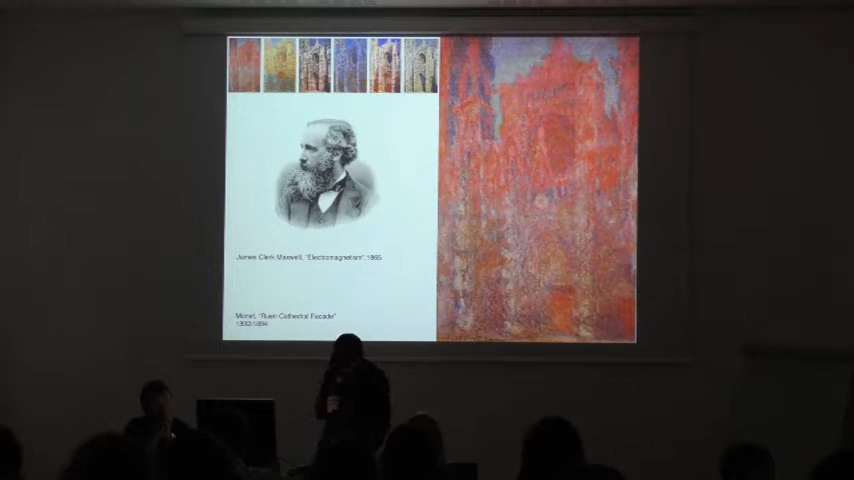 James Clerk Maxwell, "Electromagnetism",1865
Monet, "Ruen Cathedral Facade"
1892/1894